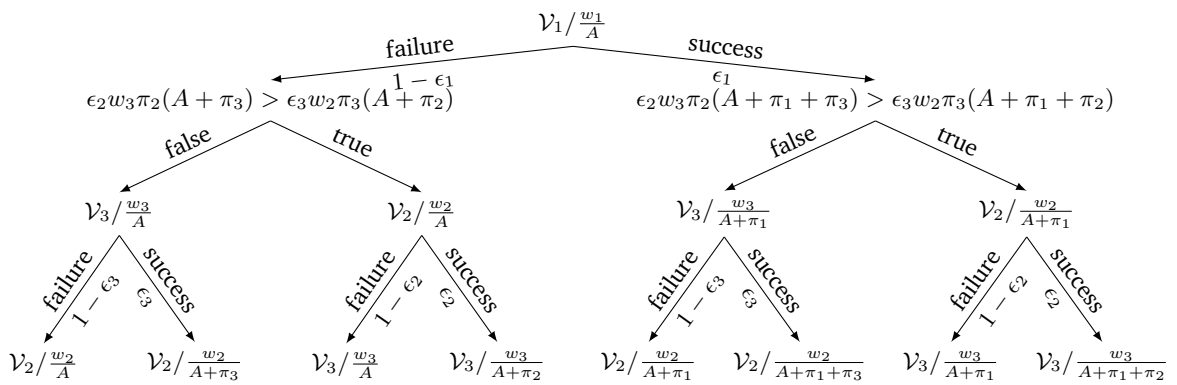 𝒱₁/w₁/A
failure success
1 − ϵ₁ ϵ₁
ϵ₂w₃π₂(A + π₃) > ϵ₃w₂π₃(A + π₂) ϵ₂w₃π₂(A + π₁ + π₃) > ϵ₃w₂π₃(A + π₁ + π₂)
false true false true
𝒱₃/w₃/A 𝒱₂/w₂/A 𝒱₃/w₃/(A+π₁) 𝒱₂/w₂/(A+π₁)
failure success failure success failure success failure success
1 − ϵ₃ ϵ₃ 1 − ϵ₂ ϵ₂ 1 − ϵ₃ ϵ₃ 1 − ϵ₂ ϵ₂
𝒱₂/w₂/A 𝒱₂/w₂/(A+π₃) 𝒱₃/w₃/A 𝒱₃/w₃/(A+π₂) 𝒱₂/w₂/(A+π₁) 𝒱₂/w₂/(A+π₁+π₃) 𝒱₃/w₃/(A+π₁) 𝒱₃/w₃/(A+π₁+π₂)